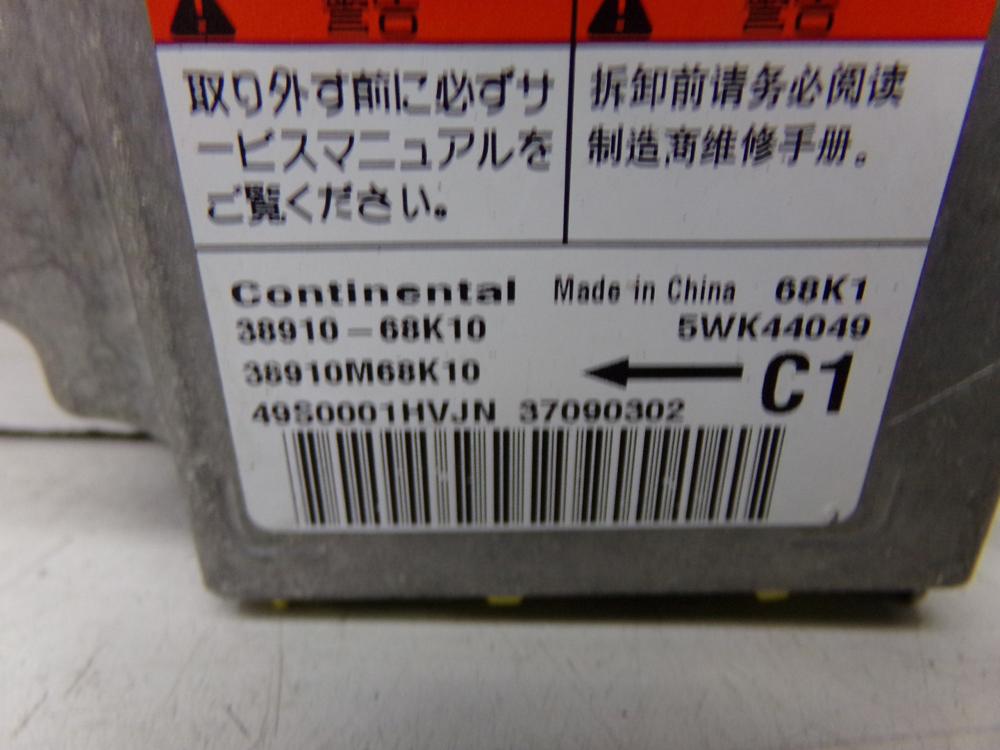 警告
警告
取り外す前に必ずサ
ービスマニュアルを
ご覧ください。
拆卸前请务必阅读
制造商维修手册。
Continental Made in China 68K1
38910-68K10 5WK44049
38910M68K10 C1
49S0001HVJN 37090302